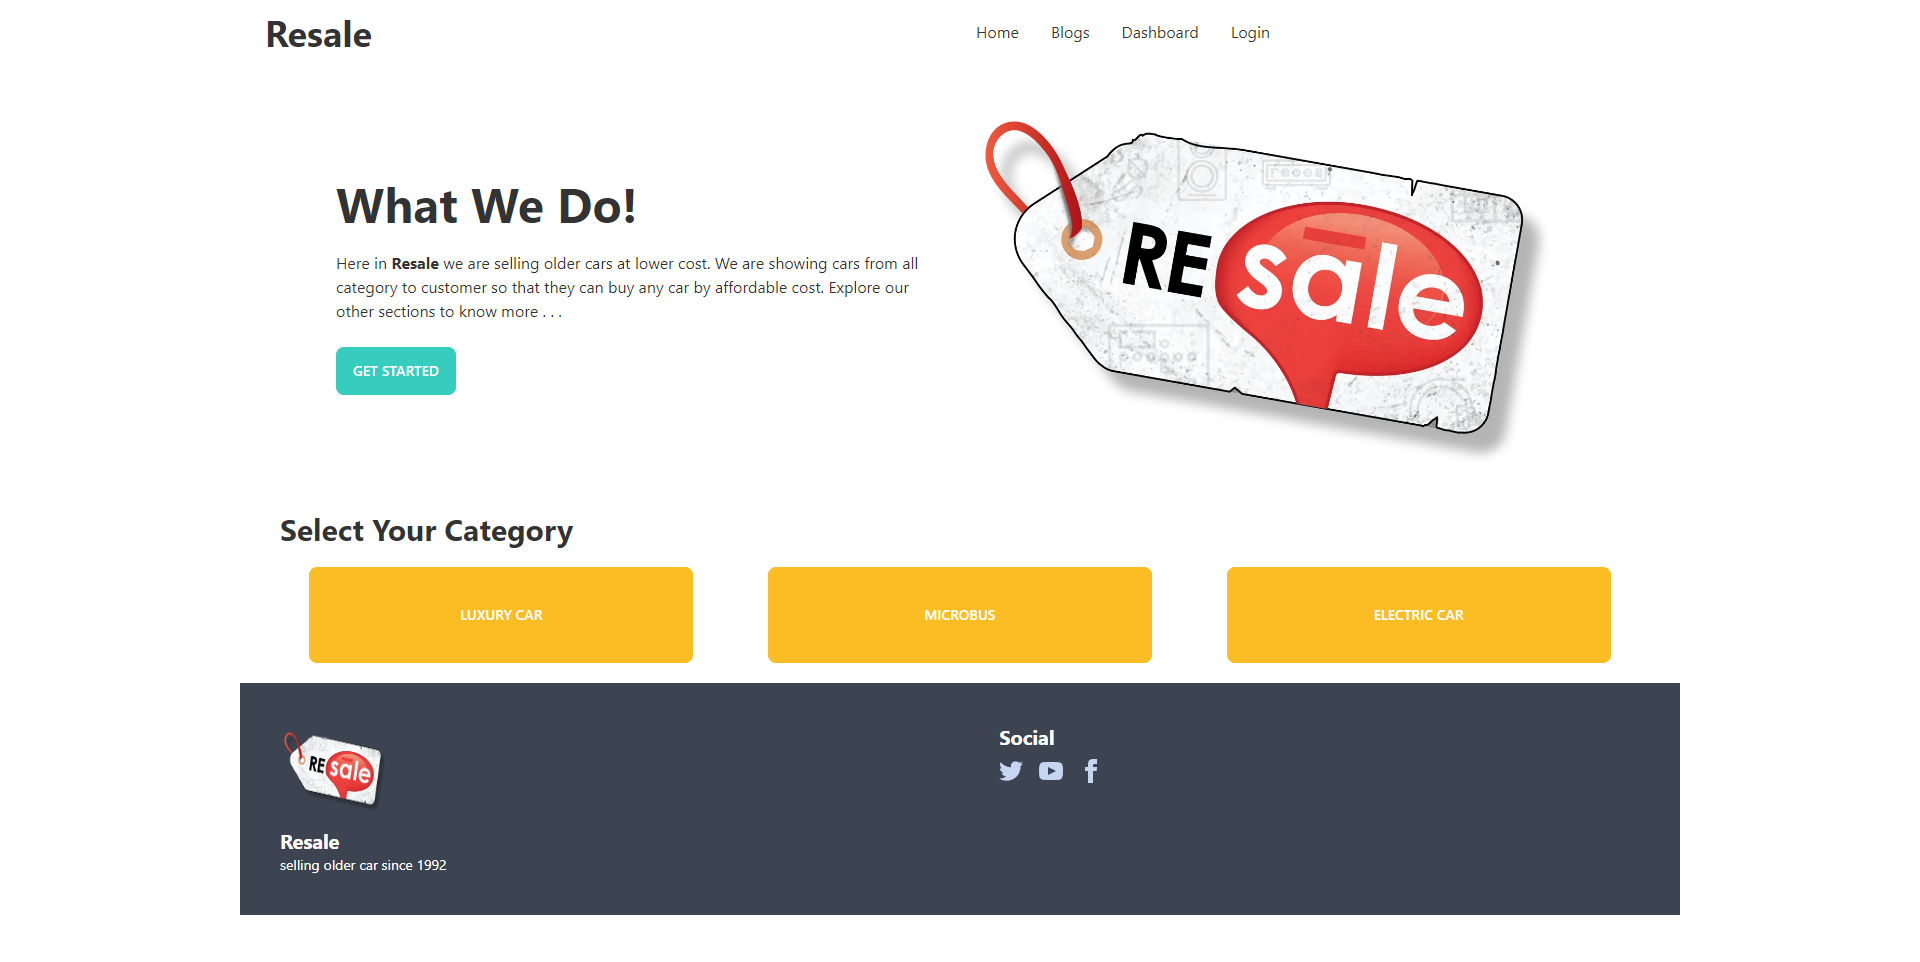 Resale
Home Blogs Dashboard Login
What We Do!
Here in Resale we are selling older cars at lower cost. We are showing cars from all
category to customer so that they can buy any car by affordable cost. Explore our
other sections to know more . . .
GET STARTED
RE sale
Select Your Category
LUXURY CAR
MICROBUS
ELECTRIC CAR
RE sale
Resale
selling older car since 1992
Social